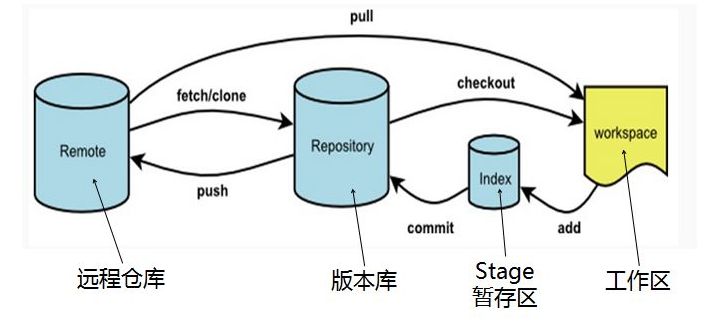 pull
fetch/clone
checkout
Remote
Repository
workspace
Index
push
commit
add
远程仓库
版本库
Stage
暂存区
工作区